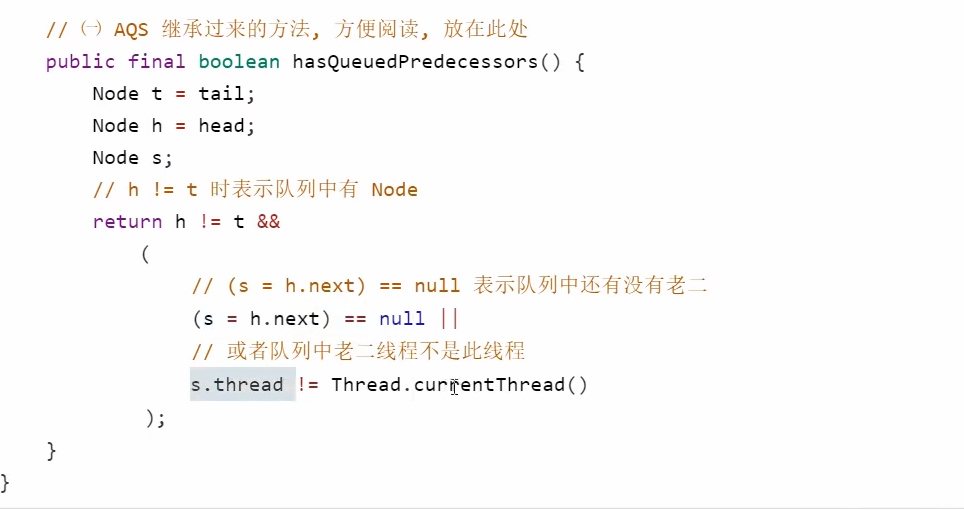 // ㈠ AQS 继承过来的方法, 方便阅读, 放在此处
public final boolean hasQueuedPredecessors() {
Node t = tail;
Node h = head;
Node s;
// h != t 时表示队列中有 Node
return h != t &&
(
// (s = h.next) == null 表示队列中还有没有老二
(s = h.next) == null ||
// 或者队列中老二线程不是此线程
s.thread != Thread.currentThread()
);
}
}